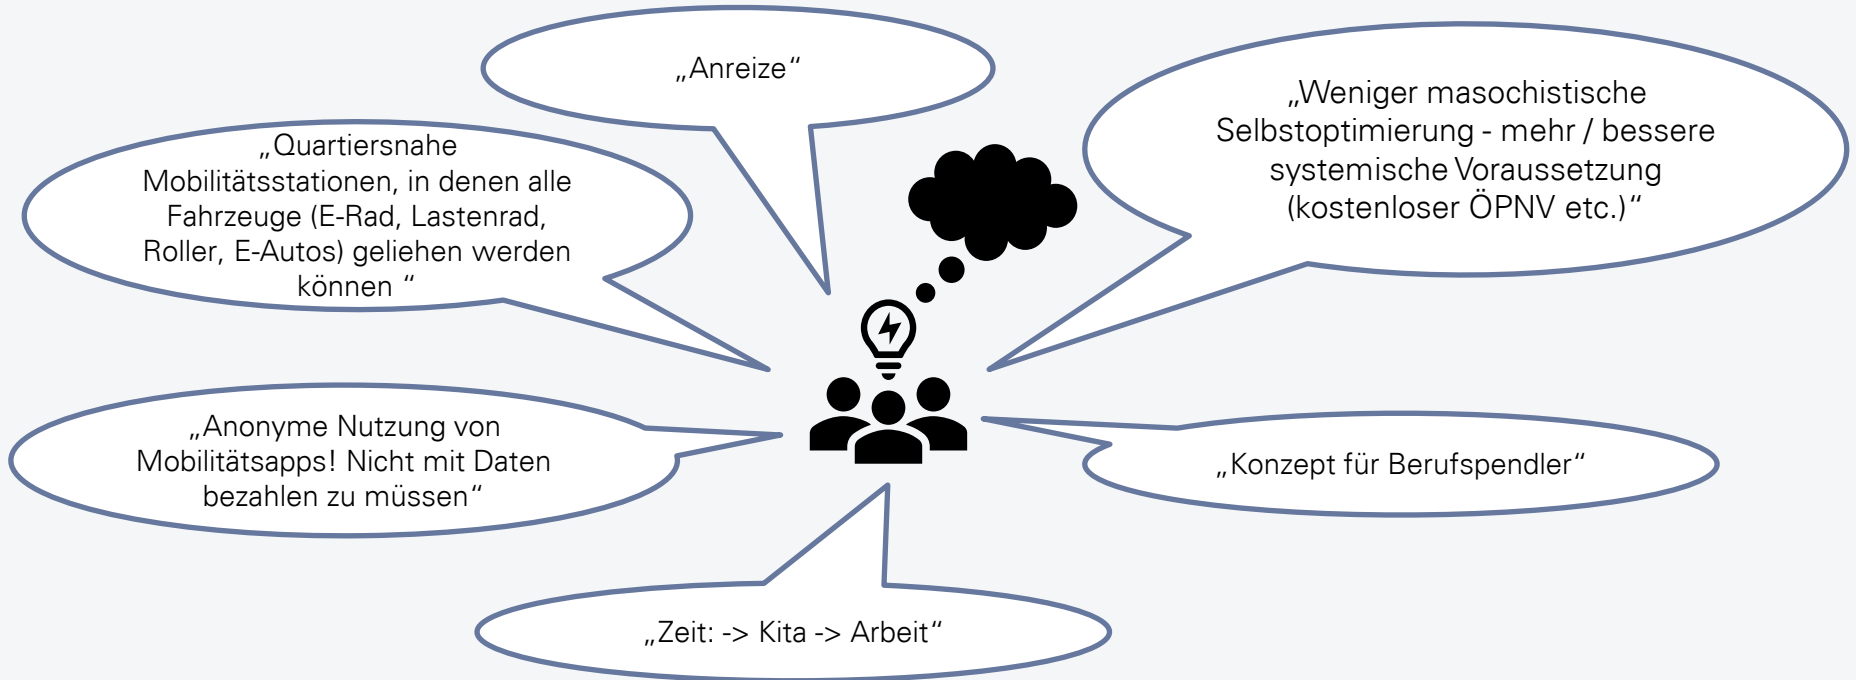 „Anreize“
„Weniger masochistische
Selbstoptimierung - mehr / bessere
systemische Voraussetzung
(kostenloser ÖPNV etc.)“
„Quartiersnahe
Mobilitätsstationen, in denen alle
Fahrzeuge (E-Rad, Lastenrad,
Roller, E-Autos) geliehen werden
können “
„Anonyme Nutzung von
Mobilitätsapps! Nicht mit Daten
bezahlen zu müssen“
„Konzept für Berufspendler“
„Zeit: -> Kita -> Arbeit“